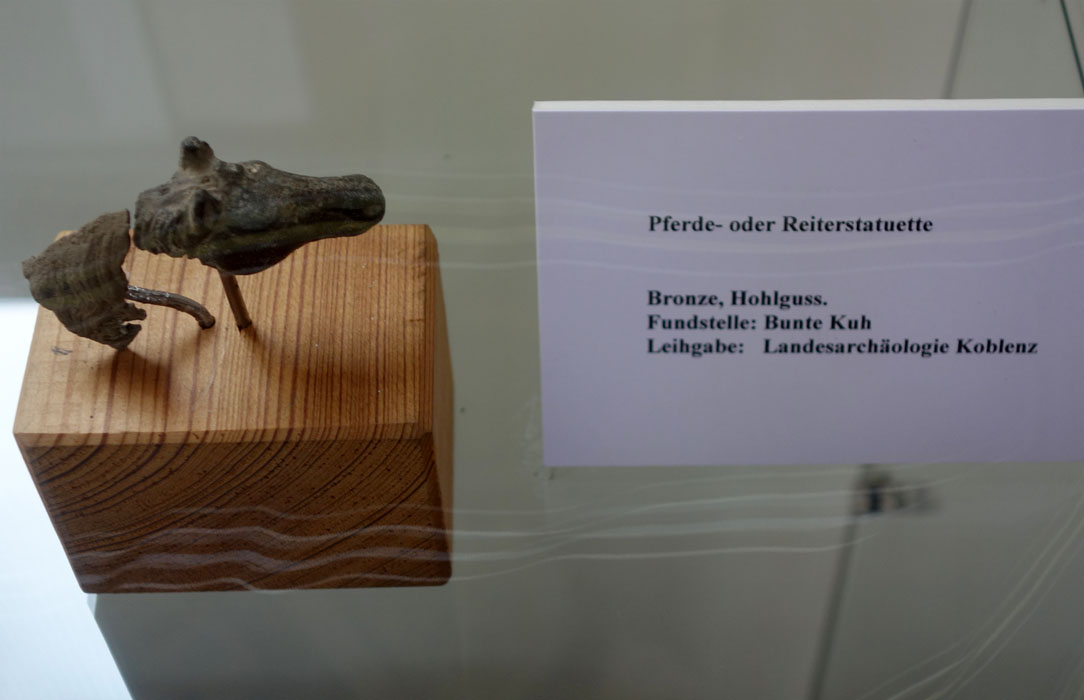 Pferde- oder Reiterstatuette
Bronze, Hohlguss.
Fundstelle: Bunte Kuh
Leihgabe: Landesarchäologie Koblenz